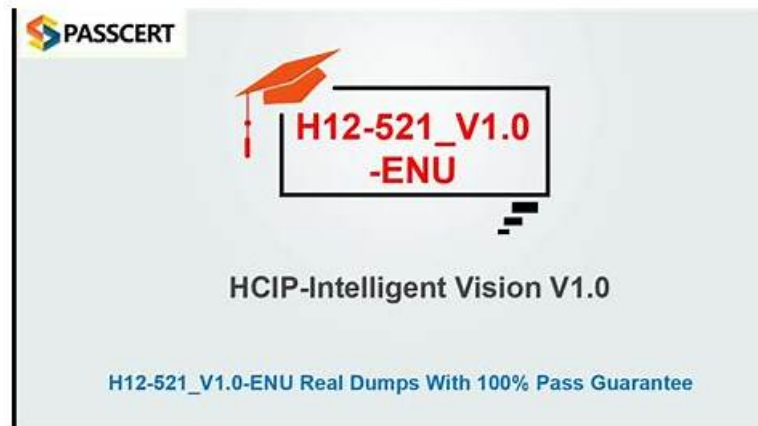 PASSCERT
H12-521_V1.0
-ENU
HCIP-Intelligent Vision V1.0
H12-521_V1.0-ENU Real Dumps With 100% Pass Guarantee